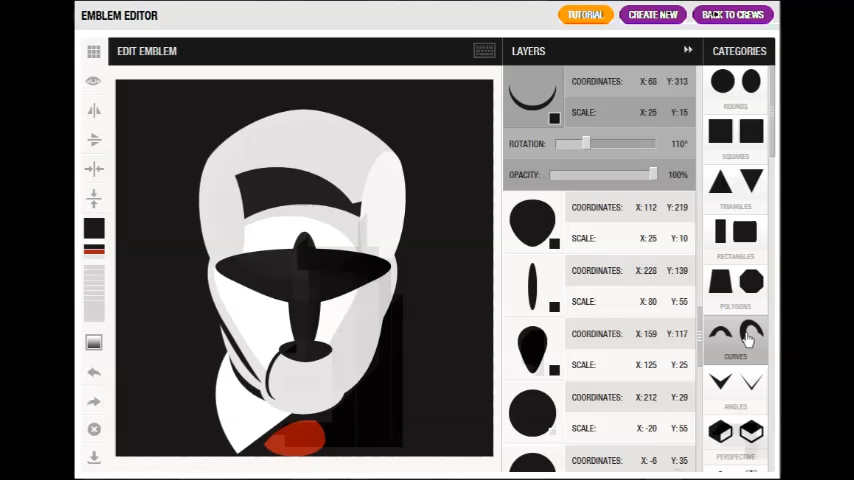 EMBLEM EDITOR
TUTORIAL
CREATE NEW
BACK TO CREWS
EDIT EMBLEM
LAYERS
CATEGORIES
COORDINATES: X: 68 Y: 313
SCALE: X: 25 Y: 15
ROTATION: 110°
OPACITY: 100%
COORDINATES: X: 112 Y: 219
SCALE: X: 25 Y: 10
COORDINATES: X: 228 Y: 139
SCALE: X: 80 Y: 55
COORDINATES: X: 159 Y: 117
SCALE: X: 125 Y: 25
COORDINATES: X: 212 Y: 29
SCALE: X: -20 Y: 55
COORDINATES: X: -6 Y: 35
ROUNDS
SQUARES
TRIANGLES
RECTANGLES
POLYGONS
CURVES
ANGLES
PERSPECTIVE